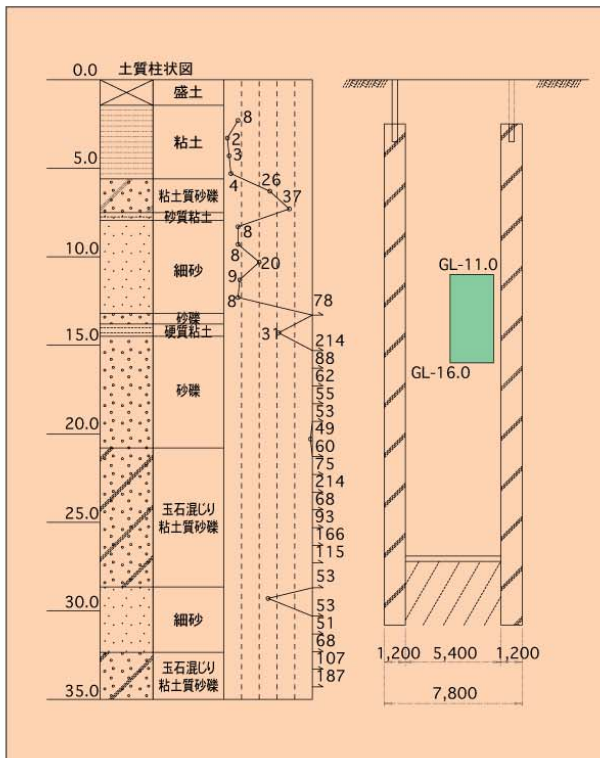 0.0 土質柱状図
盛土
8
粘土
2
3
5.0
4
26
粘土質砂礫
37
砂質粘土
8
10.0
8
20
細砂
9
8
GL-11.0
78
砂礫
硬質粘土
31
15.0
214
88
GL-16.0
62
砂礫
55
53
20.0
49
60
75
214
玉石混じり
粘土質砂礫
68
25.0
93
166
115
53
30.0
細砂
53
51
68
玉石混じり
粘土質砂礫
107
187
35.0
1,200 5,400 1,200
7,800